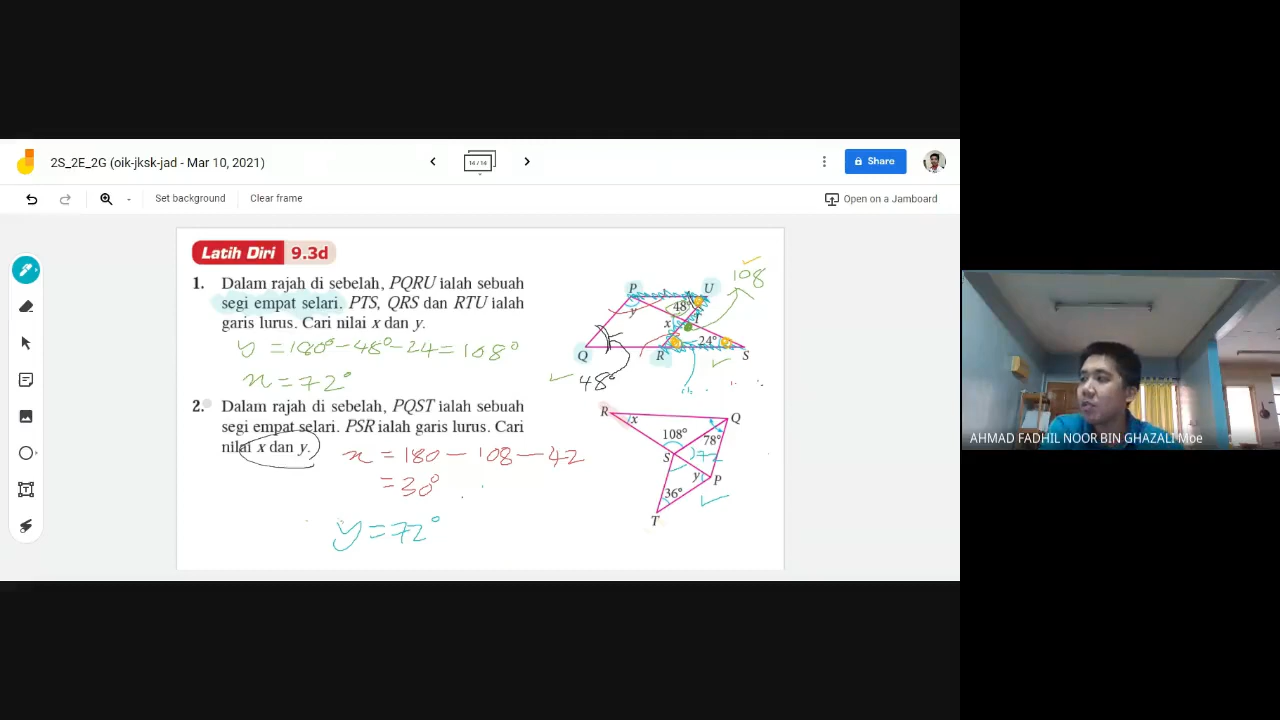 2S_2E_2G (oik-jksk-jad - Mar 10, 2021)
14 / 14
Share
Set background
Clear frame
Open on a Jamboard
Latih Diri 9.3d
1. Dalam rajah di sebelah, PQRU ialah sebuah
segi empat selari. PTS, QRS dan RTU ialah
garis lurus. Cari nilai x dan y.
y = 180° - 48° - 24 = 108°
x = 72°
108
P
U
48°
y
x
T
24°
Q
R
S
48°
2. Dalam rajah di sebelah, PQST ialah sebuah
segi empat selari. PSR ialah garis lurus. Cari
nilai x dan y.
x = 180 - 108 - 42
= 30°
y = 72°
R
x
Q
108°
78°
S
72
y
P
36°
T
AHMAD FADHIL NOOR BIN GHAZALI Moe